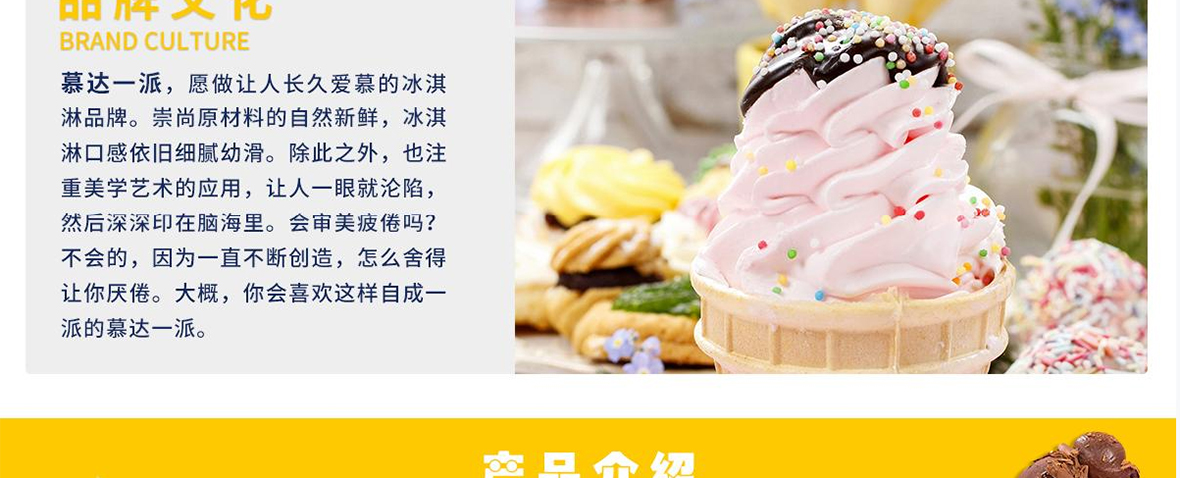 品牌文化
BRAND CULTURE
慕达一派，愿做让人长久爱慕的冰淇
淋品牌。崇尚原材料的自然新鲜，冰淇
淋口感依旧细腻幼滑。除此之外，也注
重美学艺术的应用，让人一眼就沦陷，
然后深深印在脑海里。会审美疲倦吗？
不会的，因为一直不断创造，怎么舍得
让你厌倦。大概，你会喜欢这样自成一
派的慕达一派。
产品介绍